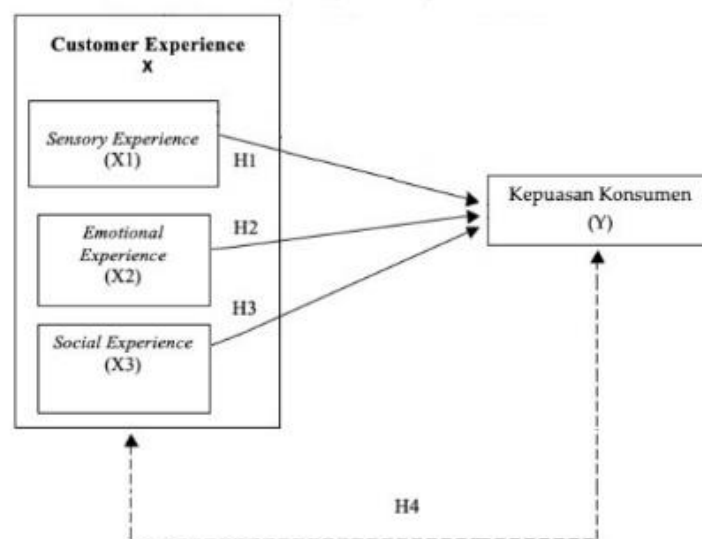 Customer Experience
X
Sensory Experience
(X1)
H1
Emotional
Experience
(X2)
H2
Social Experience
(X3)
H3
Kepuasan Konsumen
(Y)
H4